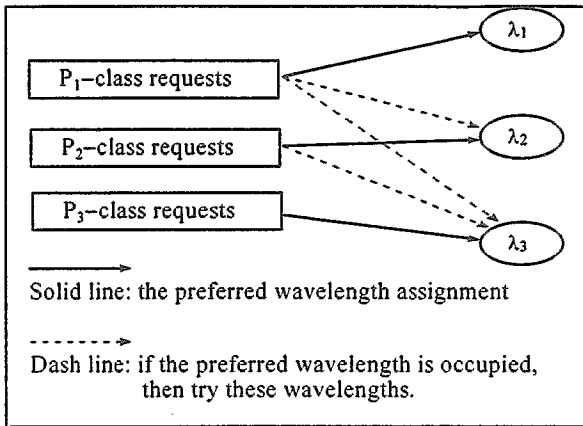 λ1
P1–class requests
λ2
P2–class requests
P3–class requests
λ3
Solid line: the preferred wavelength assignment
Dash line: if the preferred wavelength is occupied,
then try these wavelengths.